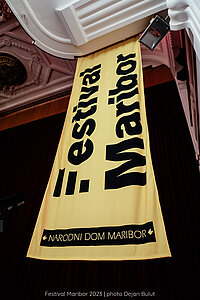 Festival
Maribor
NARODNI DOM MARIBOR
Festival Maribor 2023 | photo Dejan Bulut